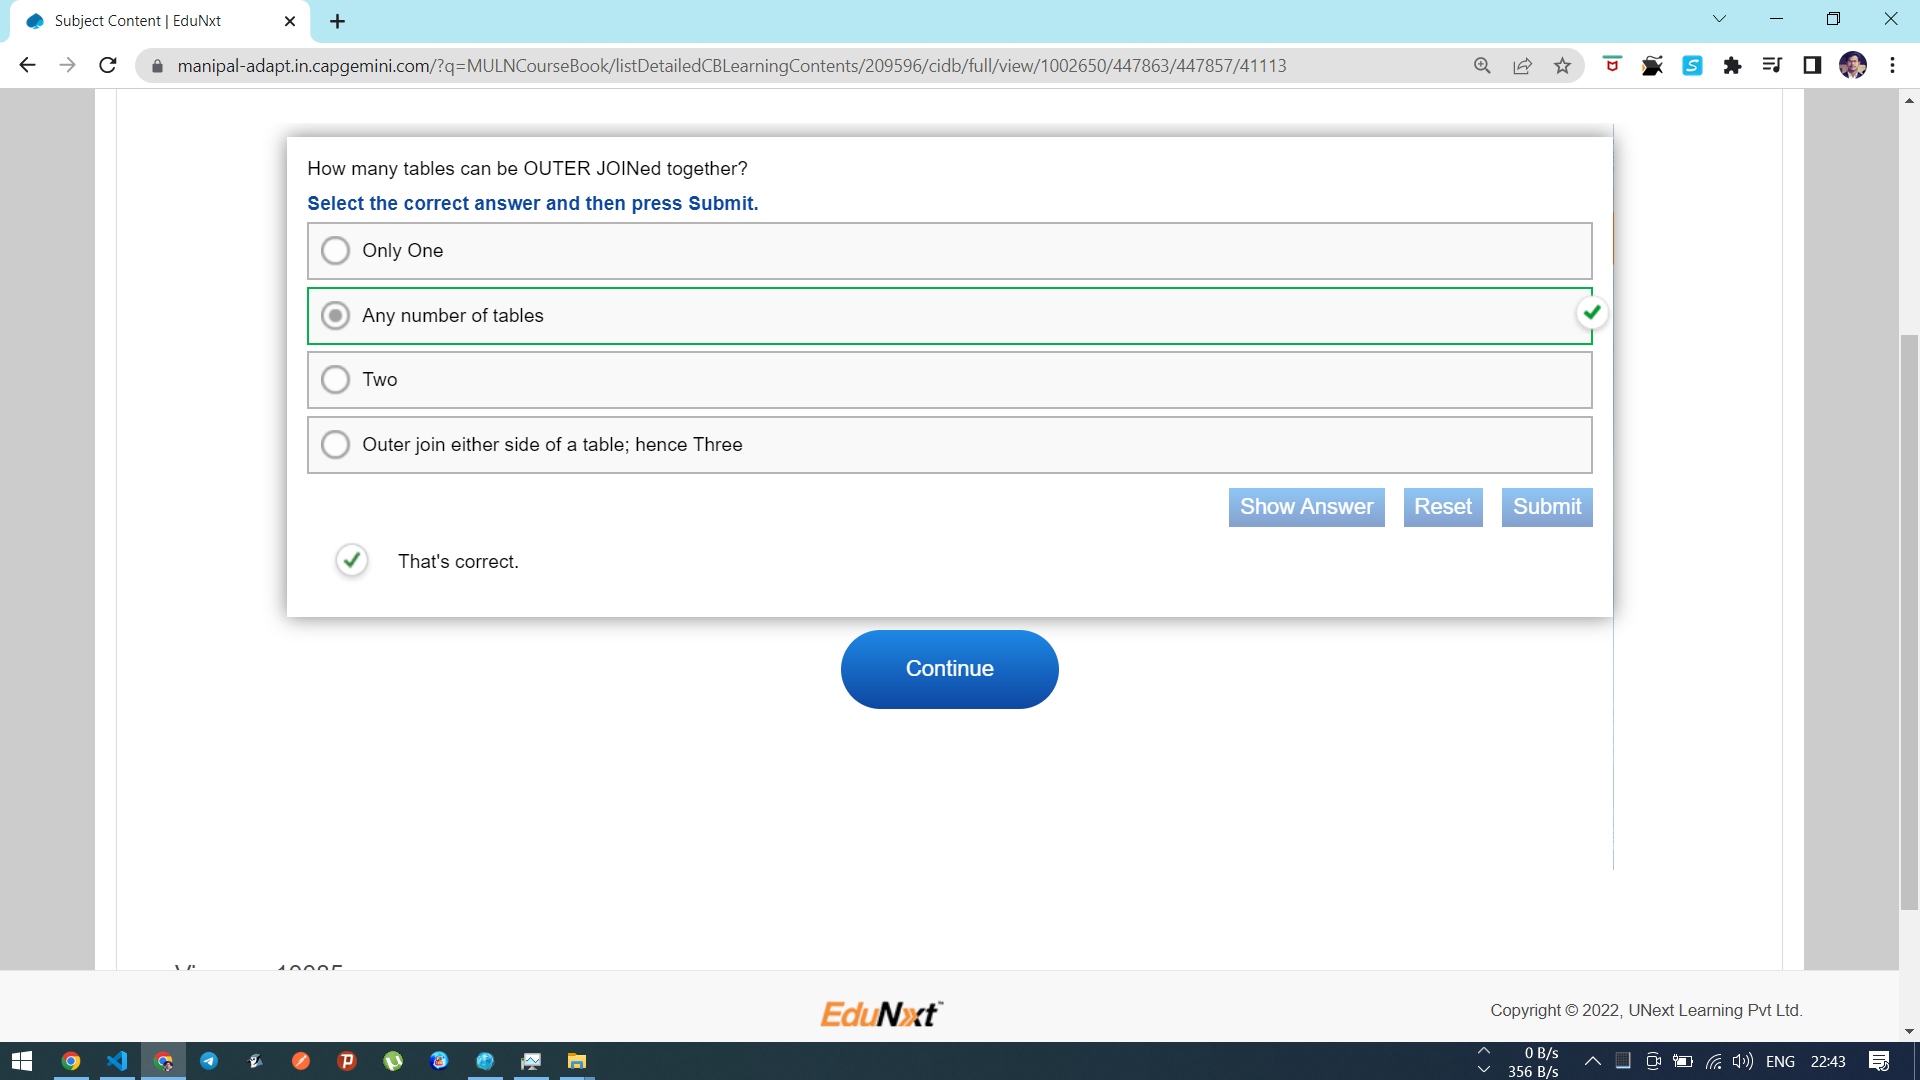 Subject Content | EduNxt
manipal-adapt.in.capgemini.com/?q=MULNCourseBook/listDetailedCBLearningContents/209596/cidb/full/view/1002650/447863/447857/41113
How many tables can be OUTER JOINed together?
Select the correct answer and then press Submit.
Only One
Any number of tables
Two
Outer join either side of a table; hence Three
Show Answer Reset Submit
That's correct.
Continue
EduNxt
Copyright © 2022, UNext Learning Pvt Ltd.
0 B/s
356 B/s
ENG 22:43